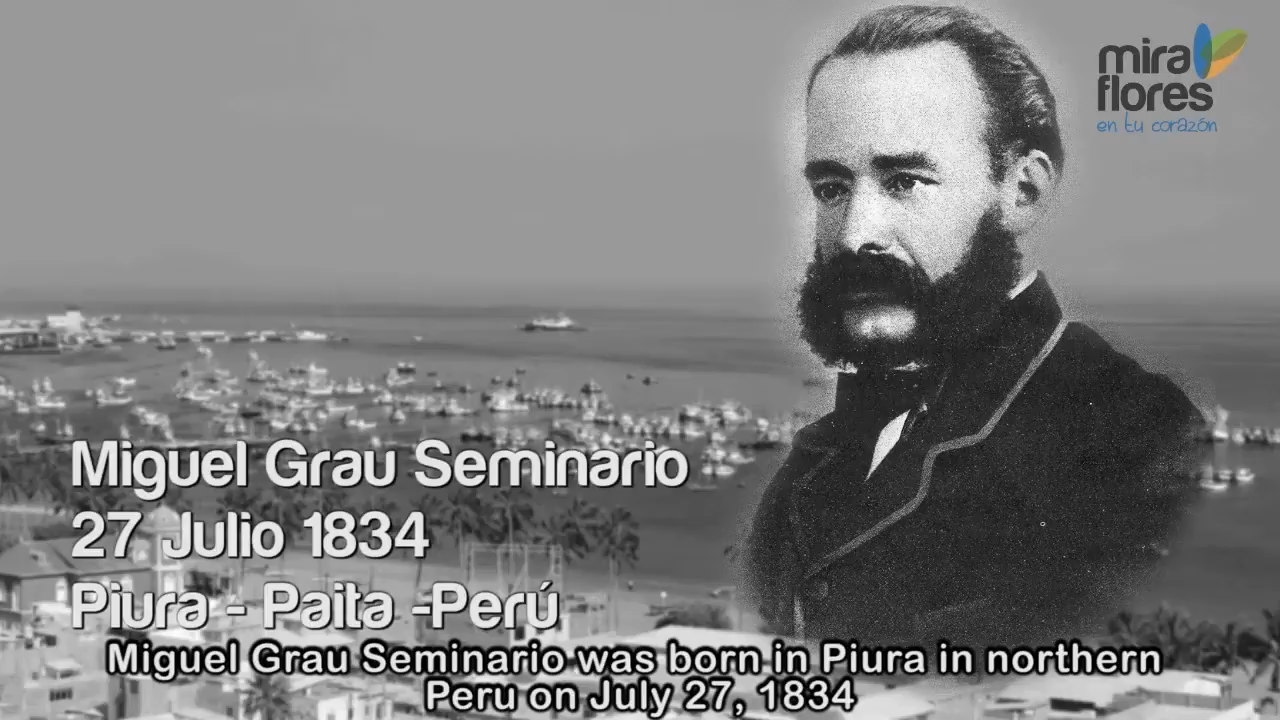 mira
flores
en tu corazón
Miguel Grau Seminario
27 Julio 1834
Piura - Paita -Perú
Miguel Grau Seminario was born in Piura in northern
Peru on July 27, 1834